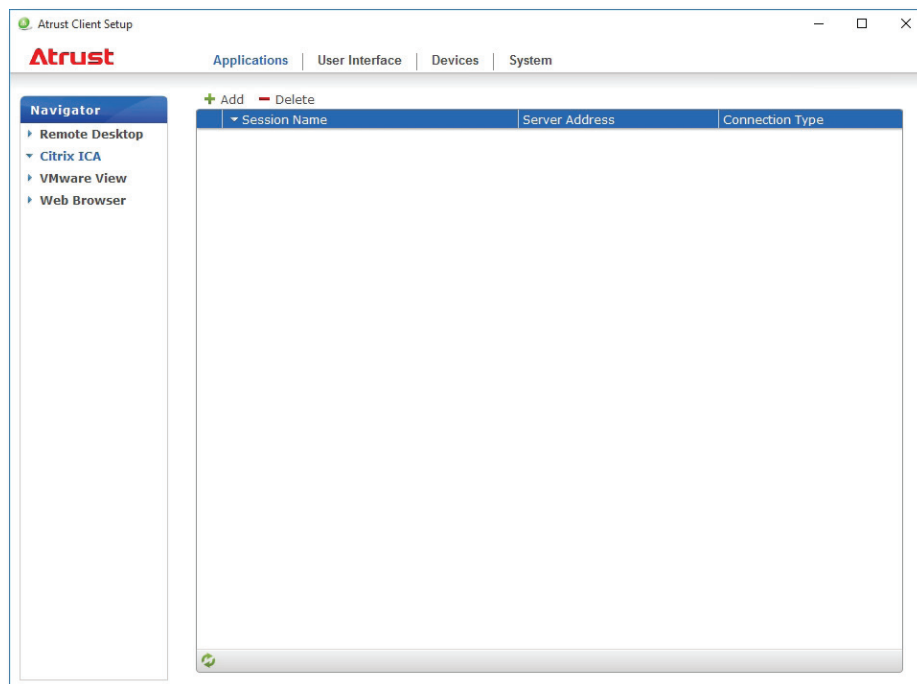 Atrust Client Setup
Atrust
Applications User Interface Devices System
Add Delete
Navigator
Session Name Server Address Connection Type
Remote Desktop
Citrix ICA
VMware View
Web Browser